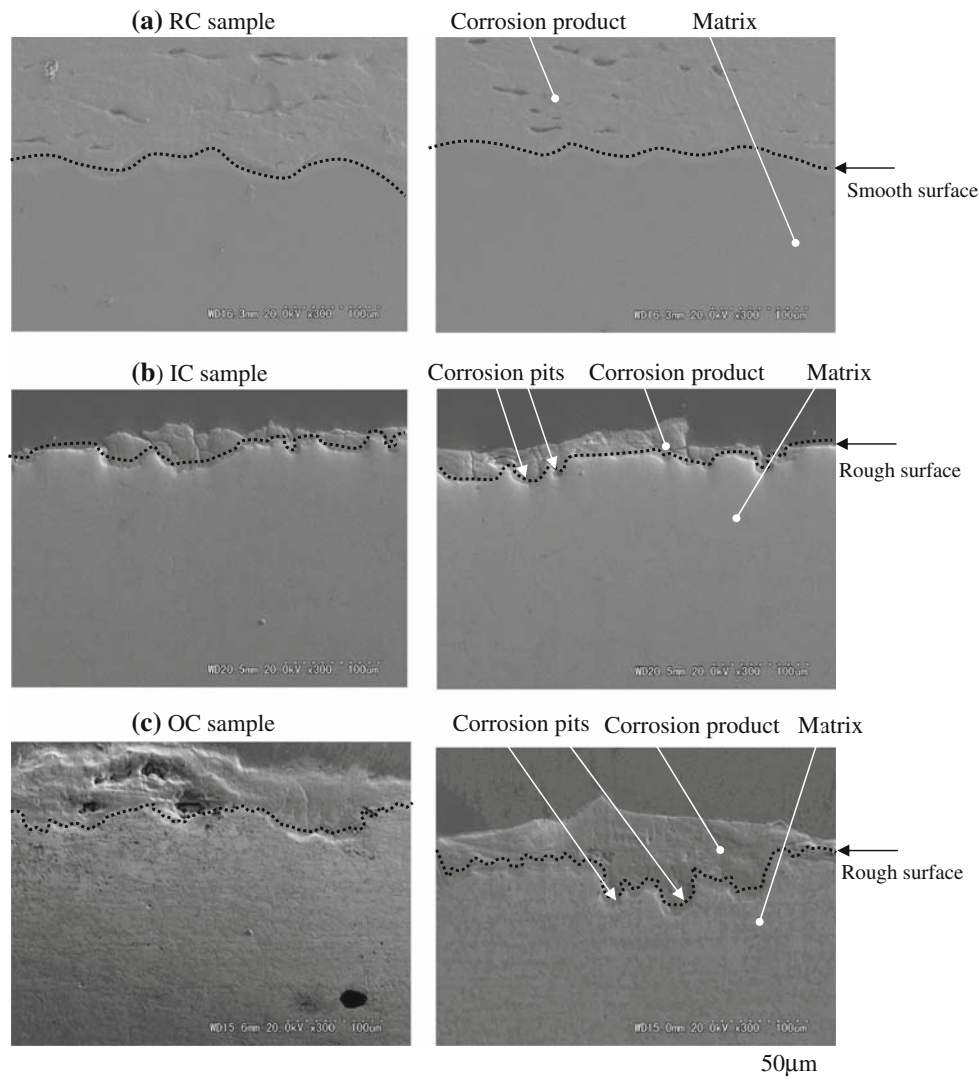 (a) RC sample
Corrosion product
Matrix
Smooth surface
WD16.3mm 20.0kV x300 100um
WD16.3mm 20.0kV x300 100um
(b) IC sample
Corrosion pits
Corrosion product
Matrix
Rough surface
WD20.5mm 20.0kV x300 100um
WD20.5mm 20.0kV x300 100um
(c) OC sample
Corrosion pits
Corrosion product
Matrix
Rough surface
WD15.6mm 20.0kV x300 100um
WD15.0mm 20.0kV x300 100um
50μm